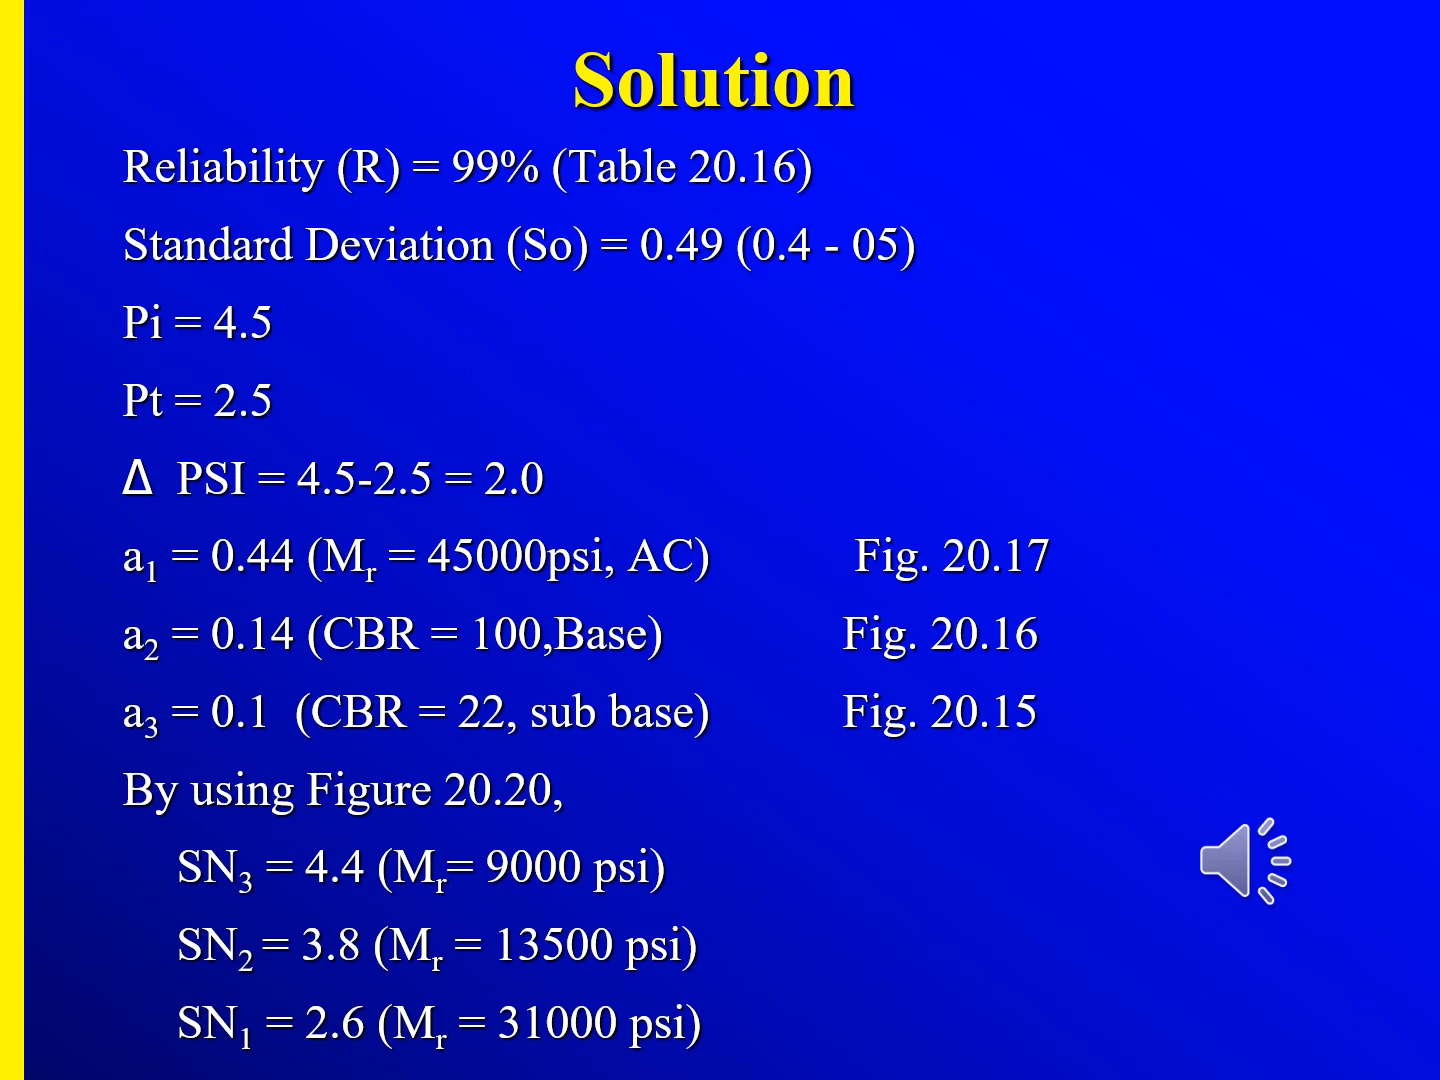 Solution
Reliability (R) = 99% (Table 20.16)
Standard Deviation (So) = 0.49 (0.4 - 05)
Pi = 4.5
Pt = 2.5
Δ PSI = 4.5-2.5 = 2.0
a₁ = 0.44 (Mᵣ = 45000psi, AC) Fig. 20.17
a₂ = 0.14 (CBR = 100,Base) Fig. 20.16
a₃ = 0.1 (CBR = 22, sub base) Fig. 20.15
By using Figure 20.20,
SN₃ = 4.4 (Mᵣ= 9000 psi)
SN₂ = 3.8 (Mᵣ = 13500 psi)
SN₁ = 2.6 (Mᵣ = 31000 psi)